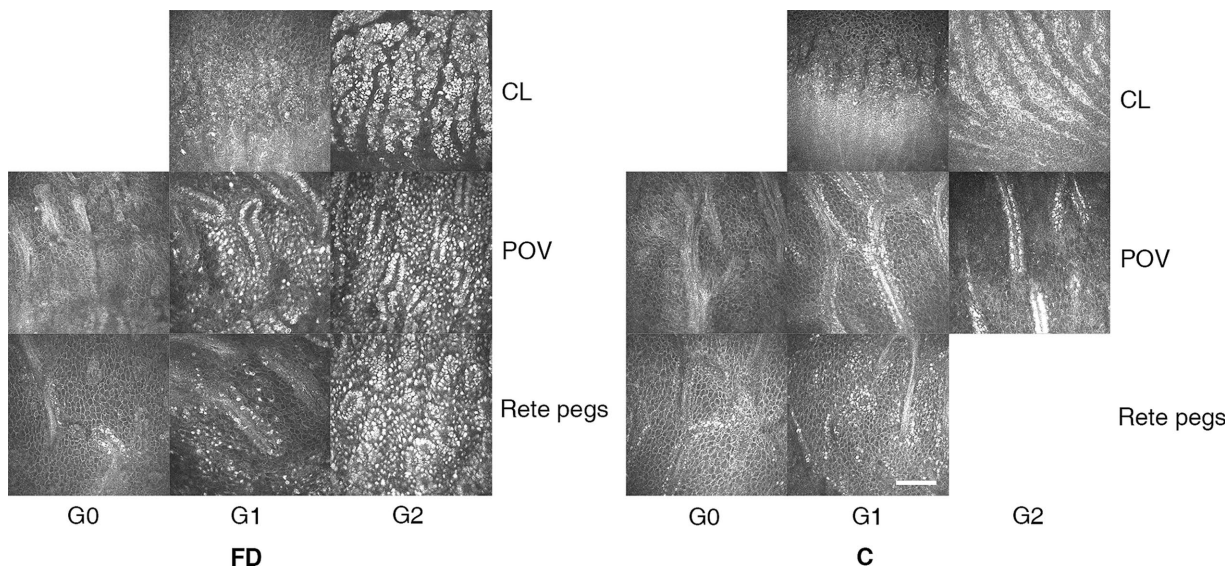 CL
POV
Rete pegs
G0 G1 G2
FD
CL
POV
Rete pegs
G0 G1 G2
C